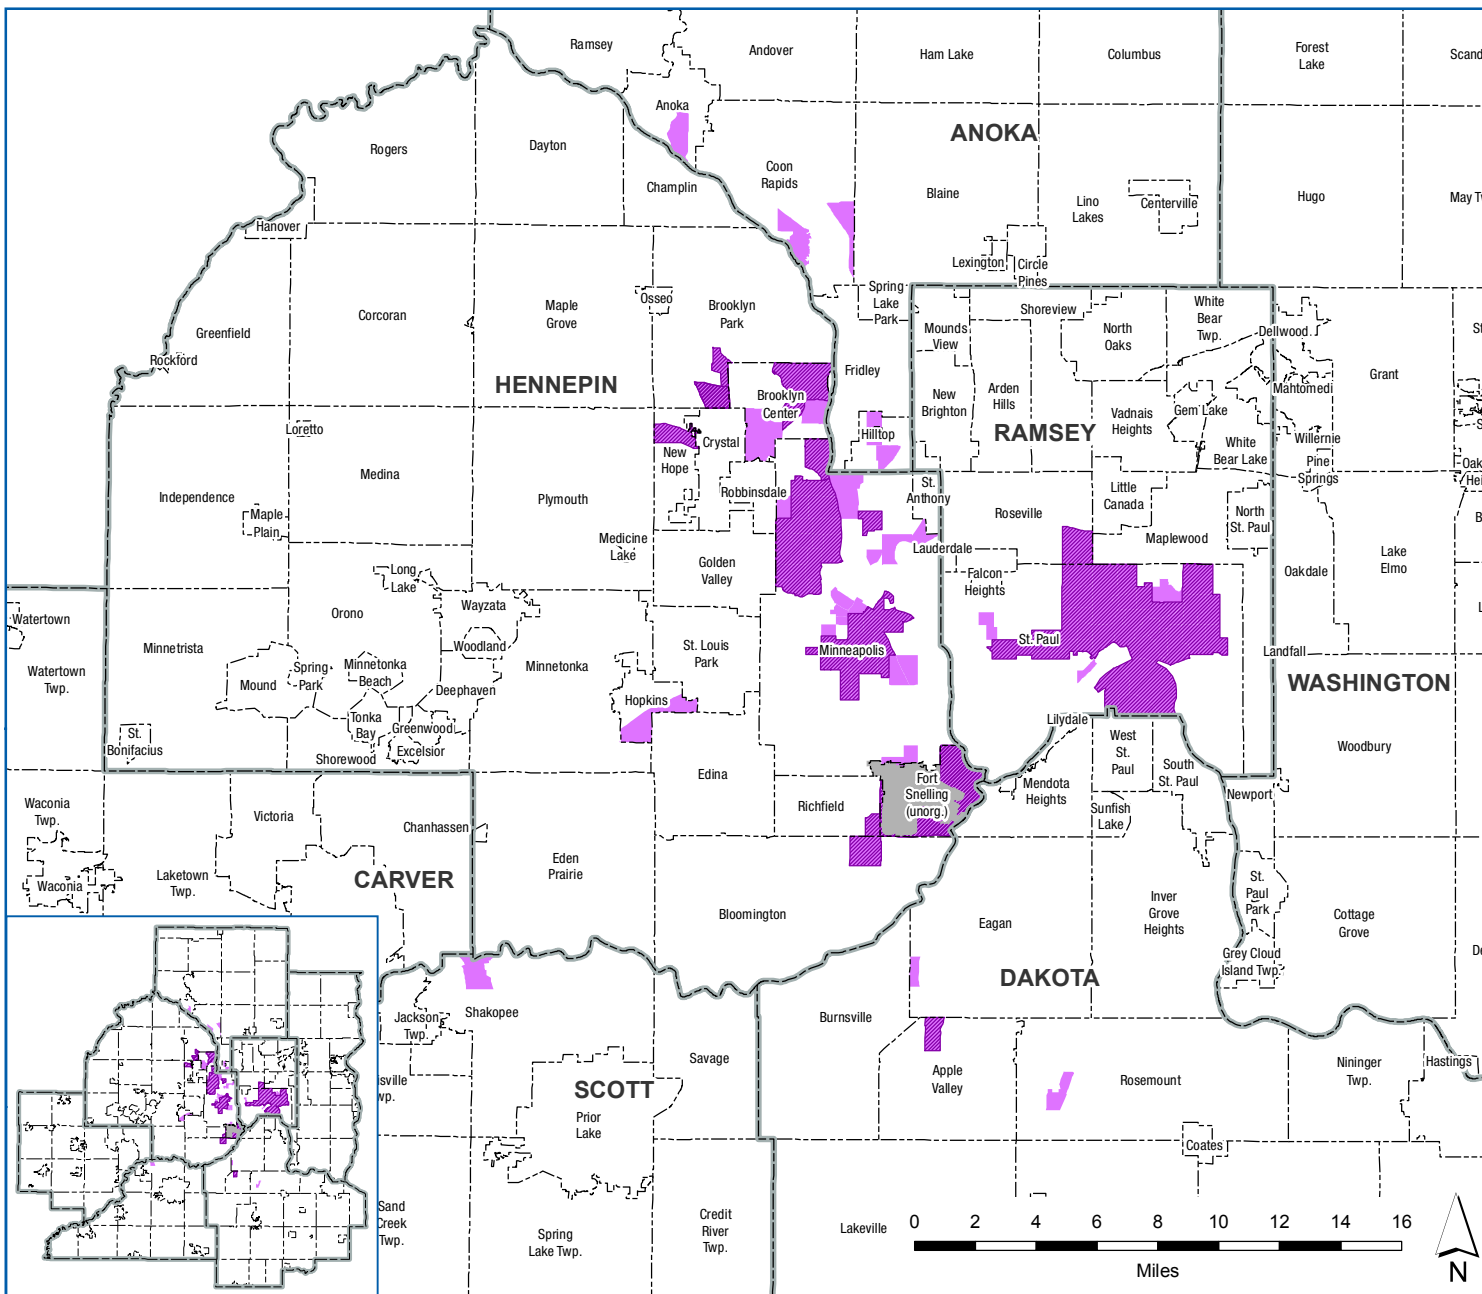 Ramsey
Andover
Ham Lake
Columbus
Forest
Lake
Scand
Anoka
ANOKA
Rogers
Dayton
Coon
Rapids
Champlin
Blaine
Lino
Lakes
Centerville
Hugo
May Tw
Hanover
Lexington
Circle
Pines
Osseo
Maple
Grove
Brooklyn
Park
Spring
Lake
Park
Corcoran
Greenfield
Rockford
Shoreview
White
Bear
Twp.
Mounds
View
North
Oaks
Dellwood
St
HENNEPIN
Fridley
Grant
Mahtomedi
Brooklyn
Center
New
Brighton
Arden
Hills
Vadnais
Heights
Gem Lake
Loretto
Crystal
Hilltop
RAMSEY
S
White
Bear Lake
Willernie
Pine
Springs
Oak
Hei
New
Hope
Medina
Independence
Plymouth
Robbinsdale
St.
Anthony
Little
Canada
Maple
Plain
Roseville
North
St. Paul
B
Medicine
Lake
Lauderdale
Maplewood
Lake
Elmo
Golden
Valley
Long
Lake
Falcon
Heights
Oakdale
Orono
Wayzata
L
Watertown
Minnetrista
Woodland
St. Louis
Park
Minneapolis
St. Paul
Landfall
Watertown
Twp.
Spring
Park
Minnetonka
Beach
Minnetonka
Mound
Deephaven
WASHINGTON
Hopkins
Tonka
Bay
Greenwood
Excelsior
St.
Bonifacius
Shorewood
Lilydale
West
St.
Paul
Woodbury
Edina
South
St. Paul
Fort
Snelling
(unorg.)
Mendota
Heights
Newport
Waconia
Twp.
Victoria
Richfield
Sunfish
Lake
Chanhassen
Eden
Prairie
CARVER
Waconia
Laketown
Twp.
St.
Paul
Park
Inver
Grove
Heights
Bloomington
Eagan
Cottage
Grove
Grey Cloud
Island Twp.
De
DAKOTA
Jackson
Twp.
Shakopee
Burnsville
Savage
Nininger
Twp.
Hastings
isville
wp.
SCOTT
Apple
Valley
Rosemount
Prior
Lake
Coates
Sand
Creek
Twp.
Credit
River
Twp.
Spring
Lake Twp.
Lakeville
0 2 4 6 8 10 12 14 16
Miles
N